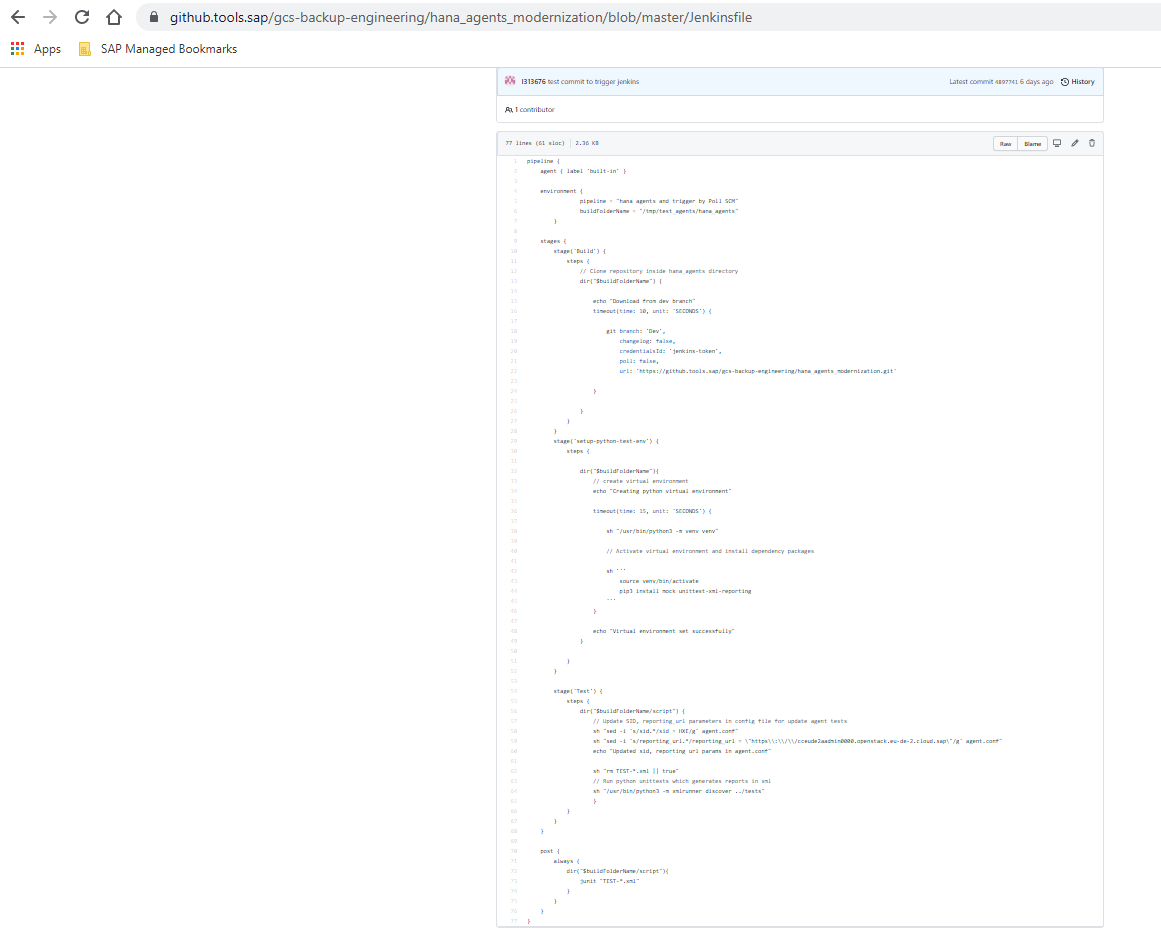 github.tools.sap/gcs-backup-engineering/hana_agents_modernization/blob/master/Jenkinsfile
Apps SAP Managed Bookmarks
I313676 test commit to trigger jenkins Latest commit 4897741 6 days ago History
1 contributor
77 lines (61 sloc) 2.36 KB Raw Blame
1 pipeline {
2 agent { label 'built-in' }
3
4 environment {
5 pipeline = "hana agents and trigger by Poll SCM"
6 buildFolderName = "/tmp/test_agents/hana_agents"
7 }
8
9 stages {
10 stage('Build') {
11 steps {
12 // Clone repository inside hana_agents directory
13 dir("$buildFolderName") {
14
15 echo "Download from dev branch"
16 timeout(time: 10, unit: 'SECONDS') {
17
18 git branch: 'Dev',
19 changelog: false,
20 credentialsId: 'jenkins-token',
21 poll: false,
22 url: 'https://github.tools.sap/gcs-backup-engineering/hana_agents_modernization.git'
23
24 }
25
26 }
27 }
28 }
29 stage('setup-python-test-env') {
30 steps {
31
32 dir("$buildFolderName"){
33 // create virtual environment
34 echo "Creating python virtual environment"
35
36 timeout(time: 15, unit: 'SECONDS') {
37
38 sh "/usr/bin/python3 -m venv venv"
39
40 // Activate virtual environment and install dependency packages
41
42 sh '''
43 source venv/bin/activate
44 pip3 install mock unittest-xml-reporting
45 '''
46 }
47
48 echo "Virtual environment set successfully"
49 }
50
51 }
52 }
53
54 stage('Test') {
55 steps {
56 dir("$buildFolderName/script") {
57 // Update SID, reporting_url parameters in config file for update agent tests
58 sh "sed -i 's/sid.*/sid = HXE/g' agent.conf"
59 sh "sed -i 's/reporting_url.*/reporting_url = \"https\\:\\/\\/cceude2aadmin0000.openstack.eu-de-2.cloud.sap\"/g' agent.conf"
60 echo "Updated sid, reporting url params in agent.conf"
61
62 sh "rm TEST-*.xml || true"
63 // Run python unittests which generates reports in xml
64 sh "/usr/bin/python3 -m xmlrunner discover ../tests"
65 }
66 }
67 }
68 }
69
70 post {
71 always {
72 dir("$buildFolderName/script"){
73 junit "TEST-*.xml"
74 }
75 }
76 }
77 }